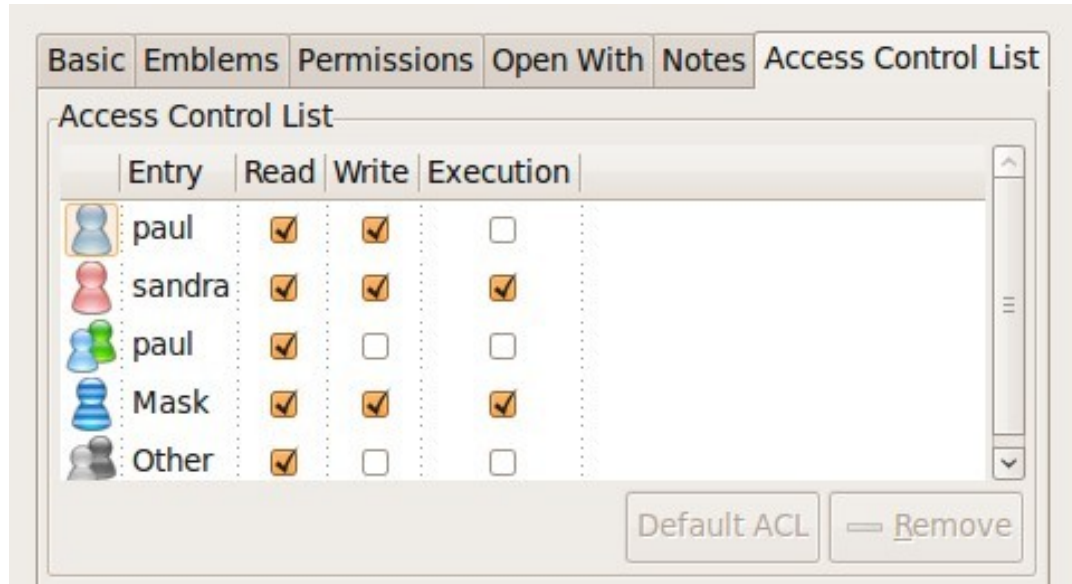 Basic Emblems Permissions Open With Notes Access Control List
Access Control List
Entry Read Write Execution
paul
sandra
paul
Mask
Other
Default ACL Remove